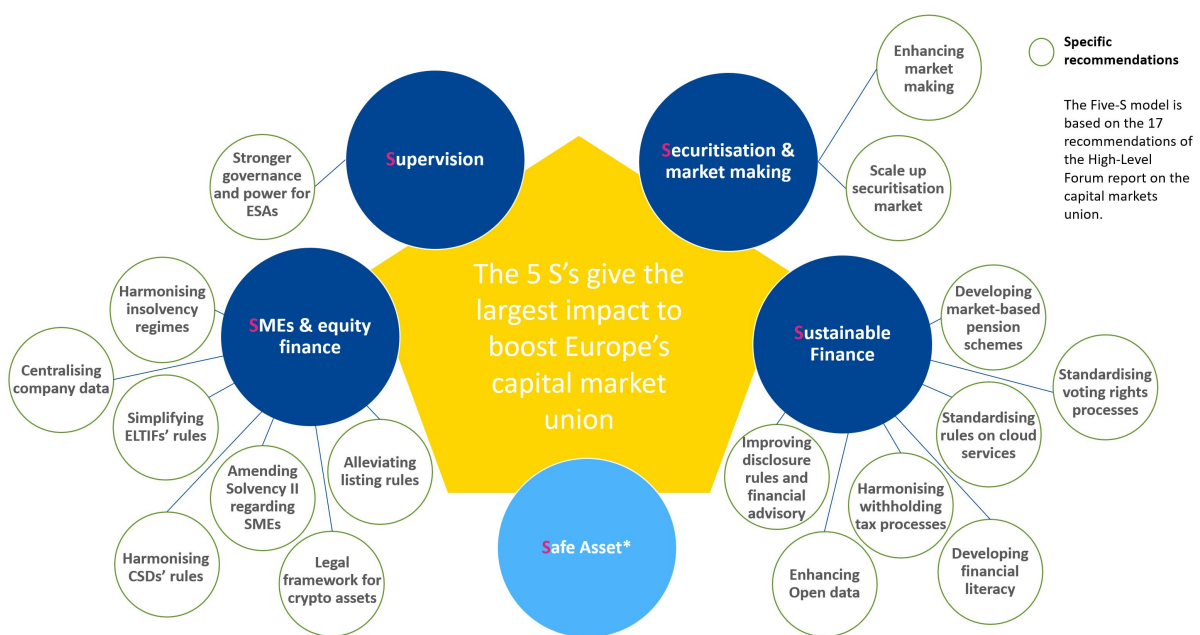 Specific
recommendations
The Five-S model is
based on the 17
recommendations of
the High-Level
Forum report on the
capital markets
union.
Enhancing
market
making
Securitisation &
market making
Scale up
securitisation
market
Supervision
Stronger
governance
and power for
ESAs
The 5 S's give the
largest impact to
boost Europe's
capital market
union
SMEs & equity
finance
Harmonising
insolvency
regimes
Centralising
company data
Simplifying
ELTIFs' rules
Harmonising
CSDs' rules
Amending
Solvency II
regarding
SMEs
Legal
framework for
crypto assets
Alleviating
listing rules
Safe Asset*
Sustainable
Finance
Developing
market-based
pension
schemes
Standardising
voting rights
processes
Standardising
rules on cloud
services
Improving
disclosure
rules and
financial
advisory
Harmonising
withholding
tax processes
Enhancing
Open data
Developing
financial
literacy